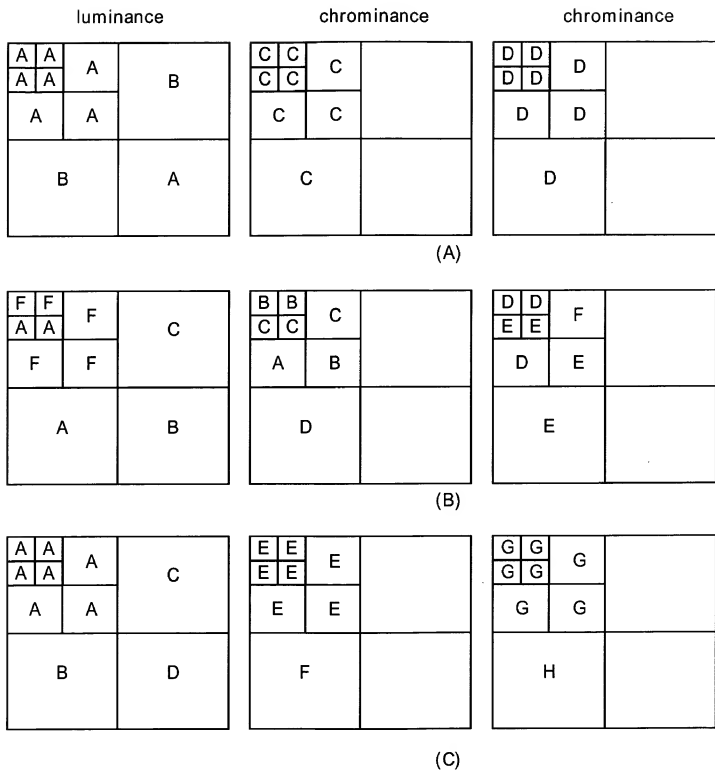 luminance chrominance chrominance
A A A B C C C D D D
A A C C D D
A A C C D D
B A C D
(A)
F F F C B B C D D F
A A C C E E
F F A B D E
A B D E
(B)
A A A C E E E G G G
A A E E G G
A A E E G G
B D F H
(C)